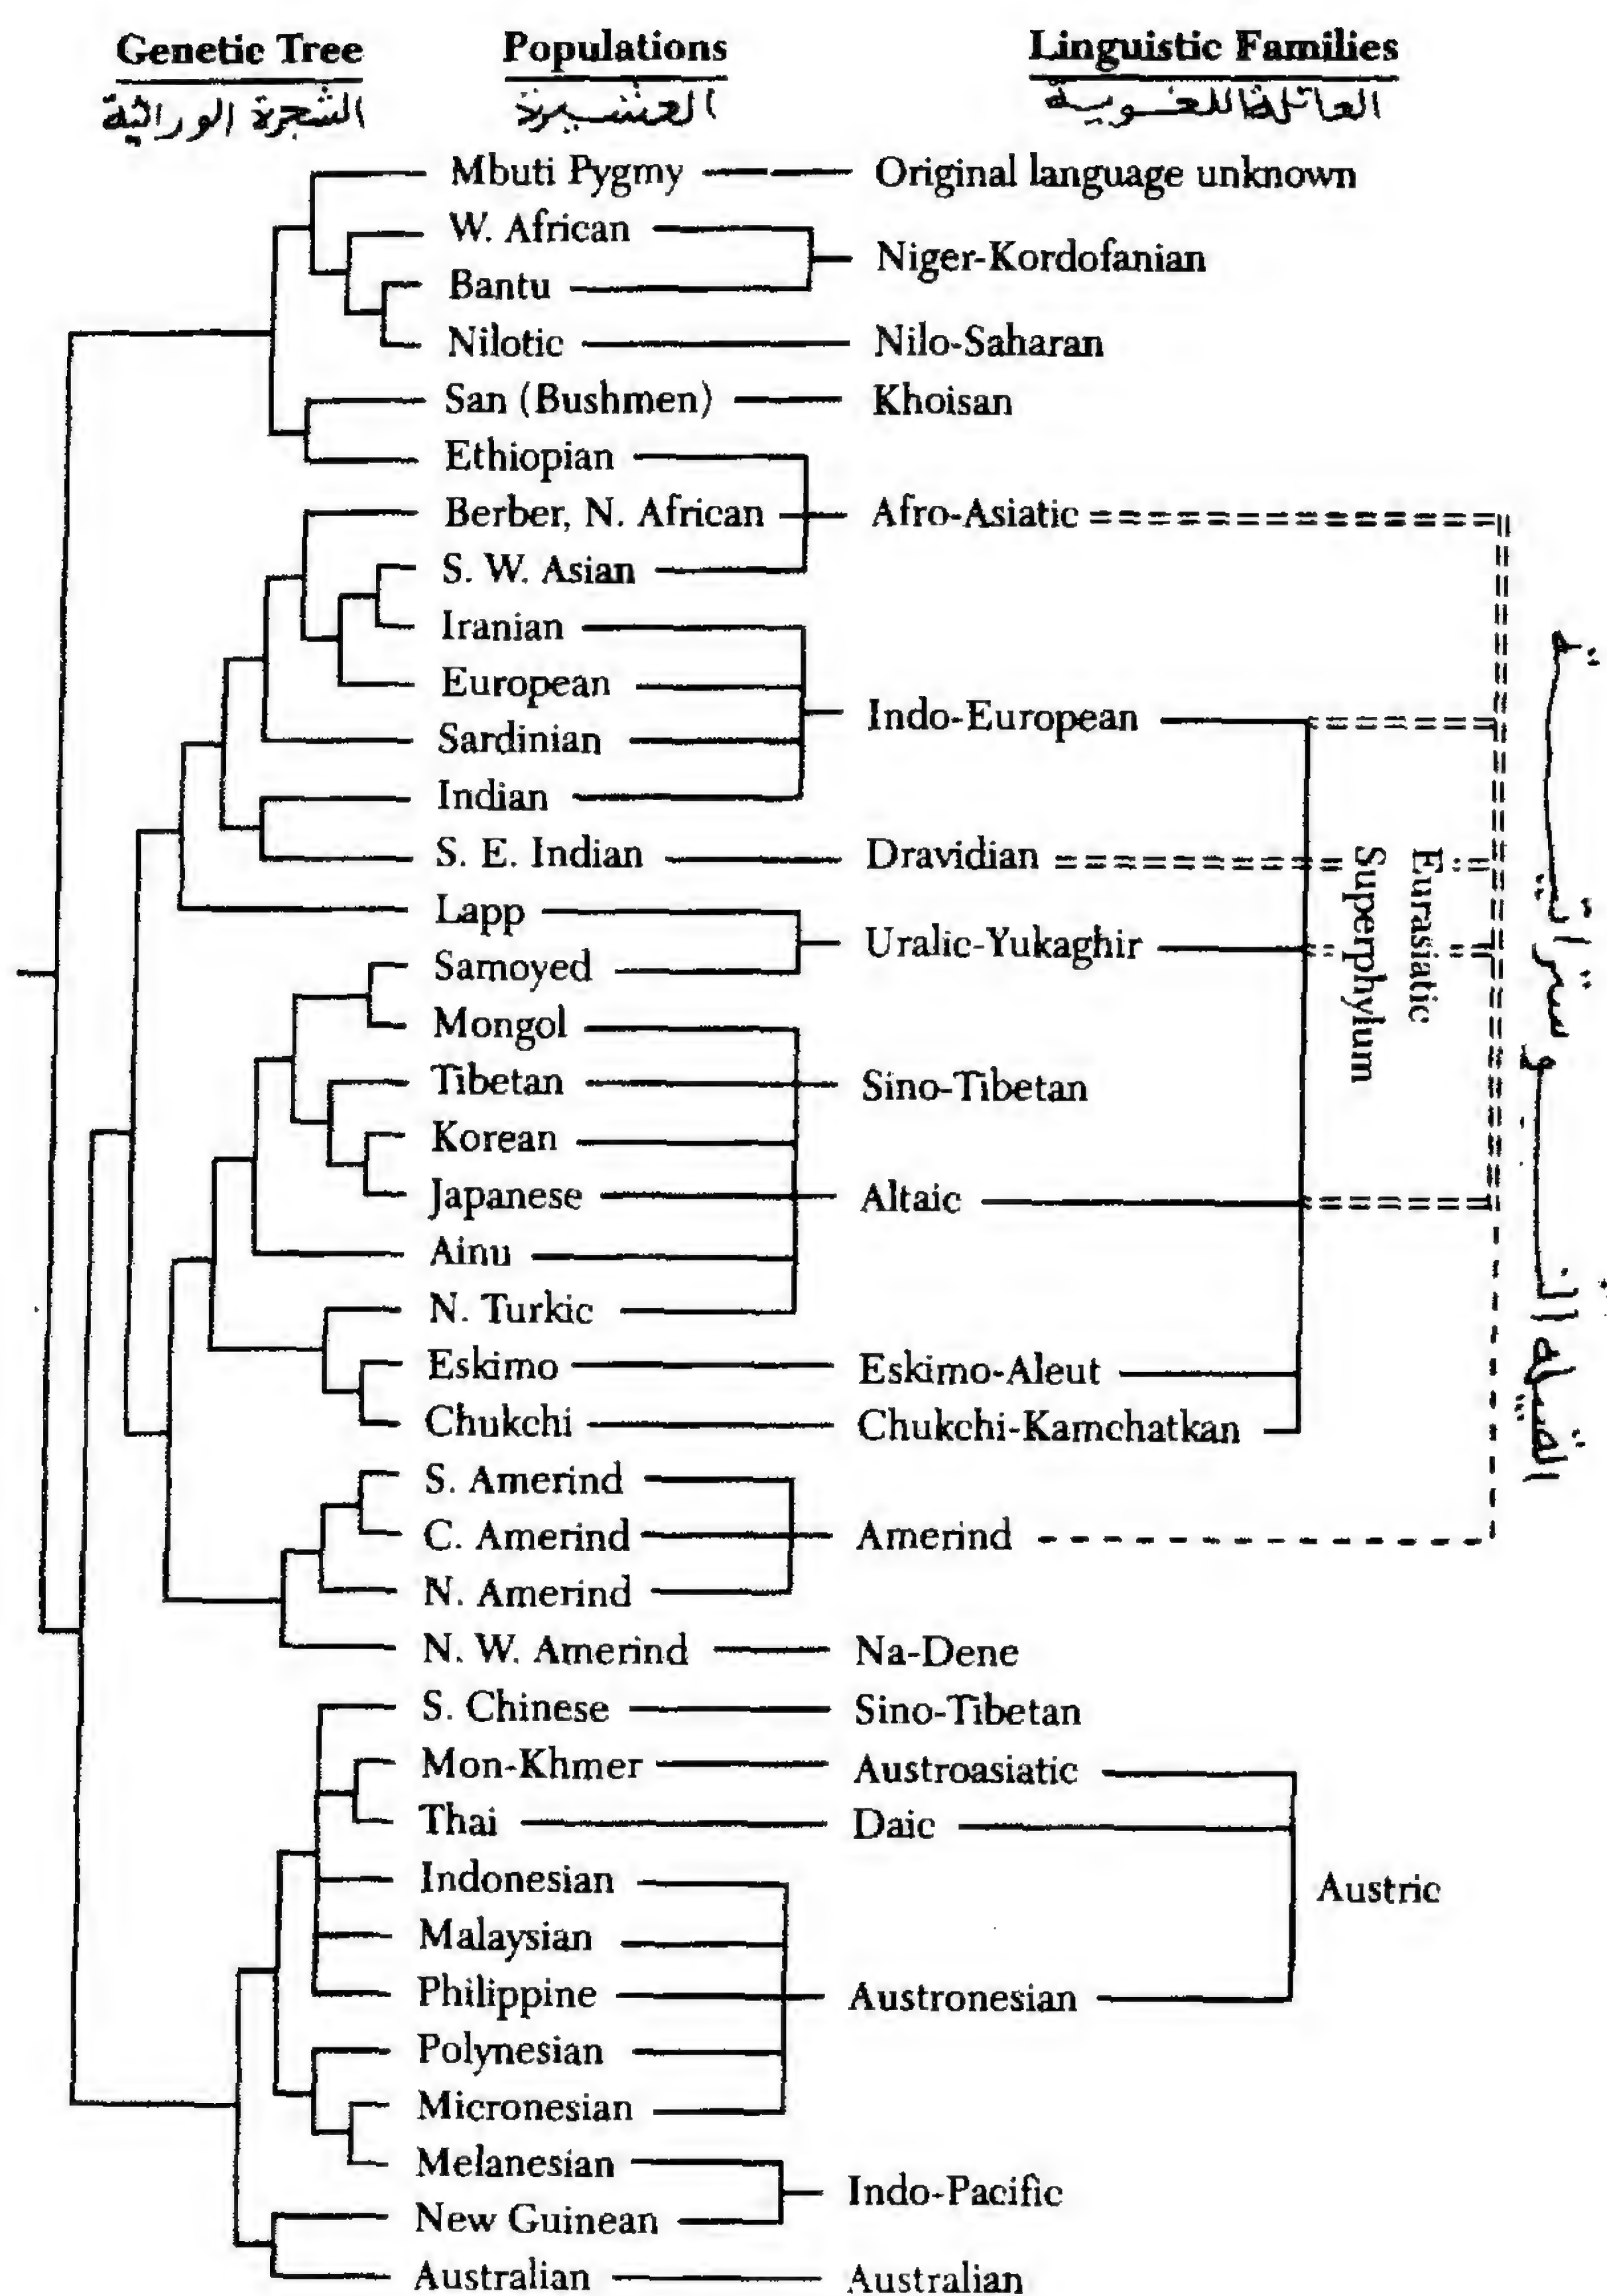 Genetic Tree Populations Linguistic Families
الشجرة الوراثية العشيرة العائلة اللغوية
Mbuti Pygmy Original language unknown
W. African
Niger-Kordofanian
Bantu
Nilotic Nilo-Saharan
San (Bushmen) Khoisan
Ethiopian
Berber, N. African Afro-Asiatic
S. W. Asian
Iranian
European
Indo-European
Sardinian
Indian
S. E. Indian Dravidian
Eurasiatic
Superphylum
Lapp
Uralic-Yukaghir
Samoyed
Mongol
Tibetan Sino-Tibetan
Korean
Japanese Altaic
Ainu
N. Turkic
Eskimo Eskimo-Aleut
Chukchi Chukchi-Kamchatkan
S. Amerind
C. Amerind Amerind
N. Amerind
N. W. Amerind Na-Dene
S. Chinese Sino-Tibetan
Mon-Khmer Austroasiatic
Thai Daic
Indonesian
Austric
Malaysian
Philippine Austronesian
Polynesian
Micronesian
Melanesian
Indo-Pacific
New Guinean
Australian Australian